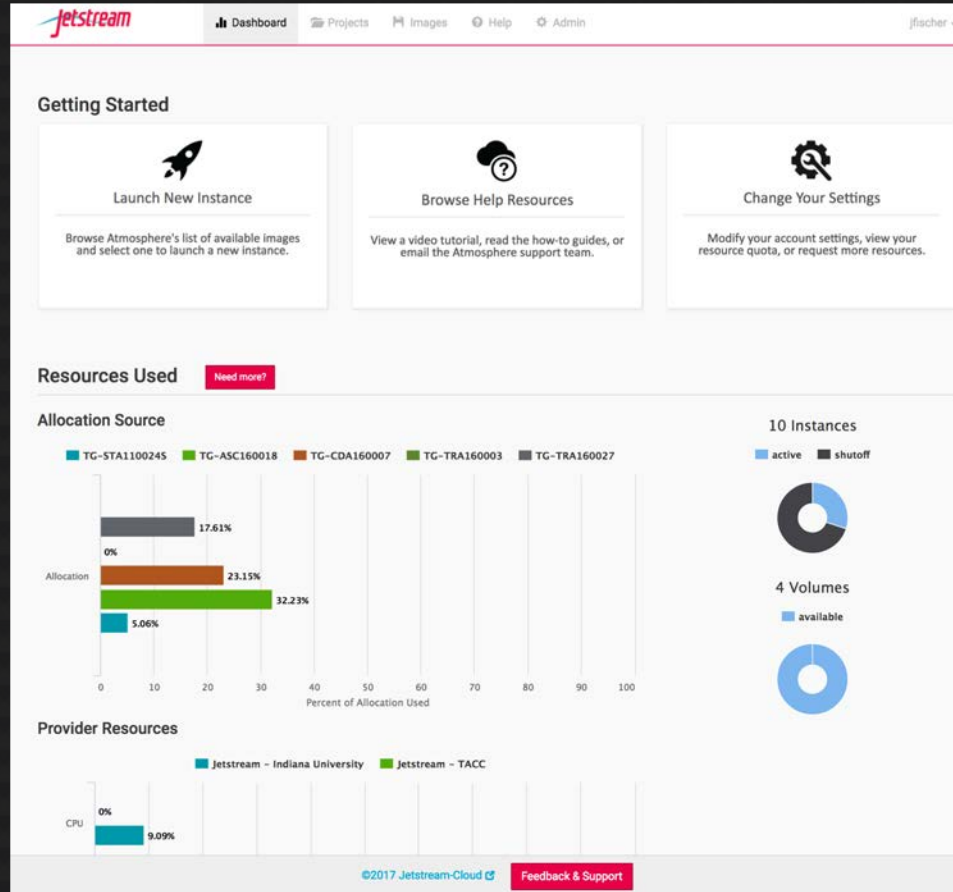 Jetstream
Dashboard Projects Images Help Admin jfischer
Getting Started
Launch New Instance
Browse Atmosphere's list of available images
and select one to launch a new instance.
Browse Help Resources
View a video tutorial, read the how-to guides, or
email the Atmosphere support team.
Change Your Settings
Modify your account settings, view your
resource quota, or request more resources.
Resources Used Need more?
Allocation Source
TG-STA110024S TG-ASC160018 TG-CDA160007 TG-TRA160003 TG-TRA160027
17.61%
0%
Allocation
23.15%
32.23%
5.06%
0 10 20 30 40 50 60 70 80 90 100
Percent of Allocation Used
10 Instances
active shutoff
4 Volumes
available
Provider Resources
Jetstream - Indiana University Jetstream - TACC
CPU
0%
9.09%
©2017 Jetstream-Cloud Feedback & Support